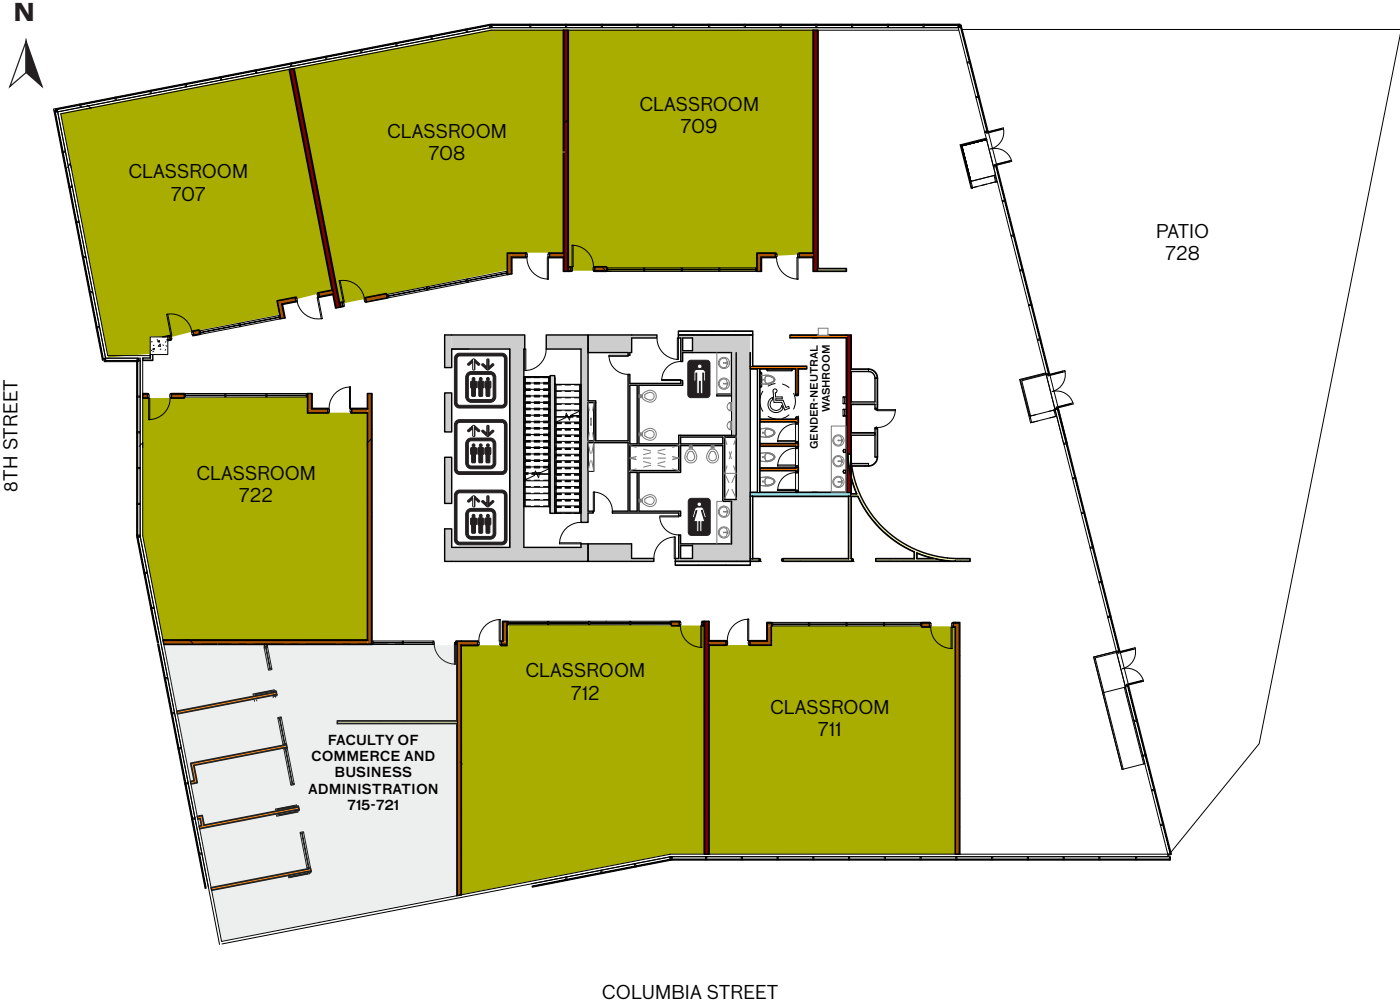 N
CLASSROOM
709
CLASSROOM
708
CLASSROOM
707
PATIO
728
GENDER-NEUTRAL
WASHROOM
8TH STREET
CLASSROOM
722
CLASSROOM
712
CLASSROOM
711
FACULTY OF
COMMERCE AND
BUSINESS
ADMINISTRATION
715-721
COLUMBIA STREET